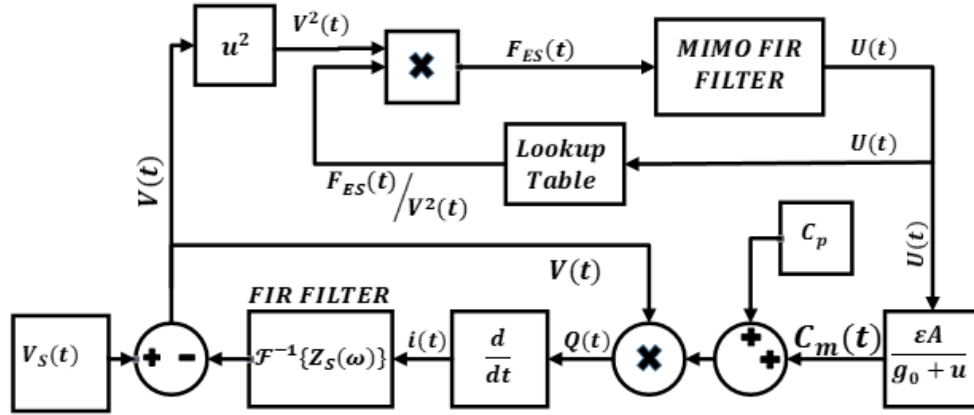 u²
V²(t)
×
F_ES(t)
MIMO FIR
FILTER
U(t)
U(t)
Lookup
Table
F_ES(t)/V²(t)
V(t)
C_p
U(t)
V(t)
FIR FILTER
V_S(t)
+ −
ℱ⁻¹{Z_S(ω)}
i(t)
d/dt
Q(t)
×
+
+
C_m(t)
εA/g₀ + u